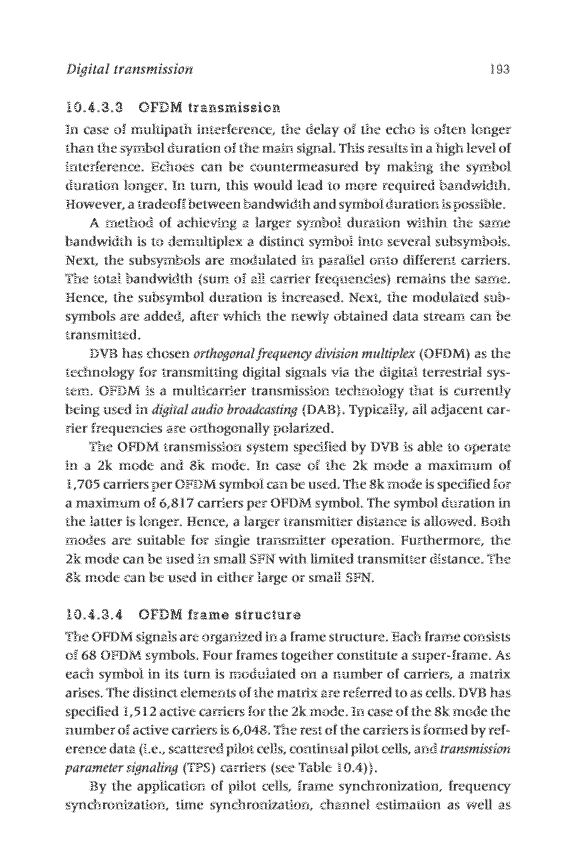 Digital transmission 193
10.4.3.3 OFDM transmission
In case of multipath interference, the delay of the echo is often longer
than the symbol duration of the main signal. This results in a high level of
interference. Echoes can be countermeasured by making the symbol
duration longer. In turn, this would lead to more required bandwidth.
However, a tradeoff between bandwidth and symbol duration is possible.
A method of achieving a larger symbol duration within the same
bandwidth is to demultiplex a distinct symbol into several subsymbols.
Next, the subsymbols are modulated in parallel onto different carriers.
The total bandwidth (sum of all carrier frequencies) remains the same.
Hence, the subsymbol duration is increased. Next, the modulated sub-
symbols are added, after which the newly obtained data stream can be
transmitted.
DVB has chosen orthogonal frequency division multiplex (OFDM) as the
technology for transmitting digital signals via the digital terrestrial sys-
tem. OFDM is a multicarrier transmission technology that is currently
being used in digital audio broadcasting (DAB). Typically, all adjacent car-
rier frequencies are orthogonally polarized.
The OFDM transmission system specified by DVB is able to operate
in a 2k mode and 8k mode. In case of the 2k mode a maximum of
1,705 carriers per OFDM symbol can be used. The 8k mode is specified for
a maximum of 6,817 carriers per OFDM symbol. The symbol duration in
the latter is longer. Hence, a larger transmitter distance is allowed. Both
modes are suitable for single transmitter operation. Furthermore, the
2k mode can be used in small SFN with limited transmitter distance. The
8k mode can be used in either large or small SFN.
10.4.3.4 OFDM frame structure
The OFDM signals are organized in a frame structure. Each frame consists
of 68 OFDM symbols. Four frames together constitute a super-frame. As
each symbol in its turn is modulated on a number of carriers, a matrix
arises. The distinct elements of the matrix are referred to as cells. DVB has
specified 1,512 active carriers for the 2k mode. In case of the 8k mode the
number of active carriers is 6,048. The rest of the carriers is formed by ref-
erence data (i.e., scattered pilot cells, continual pilot cells, and transmission
parameter signaling (TPS) carriers (see Table 10.4)).
By the application of pilot cells, frame synchronization, frequency
synchronization, time synchronization, channel estimation as well as